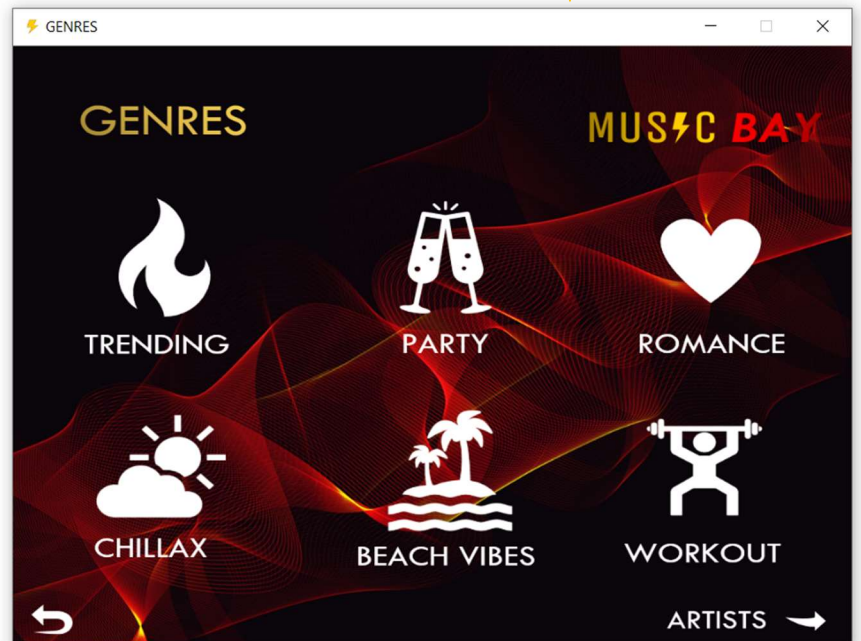 GENRES
GENRES
MUSIC BAY
TRENDING
PARTY
ROMANCE
CHILLAX
BEACH VIBES
WORKOUT
ARTISTS